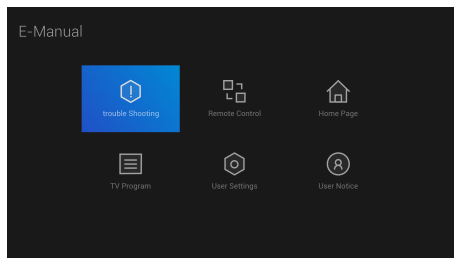 E-Manual
trouble Shooting
Remote Control
Home Page
TV Program
User Settings
User Notice